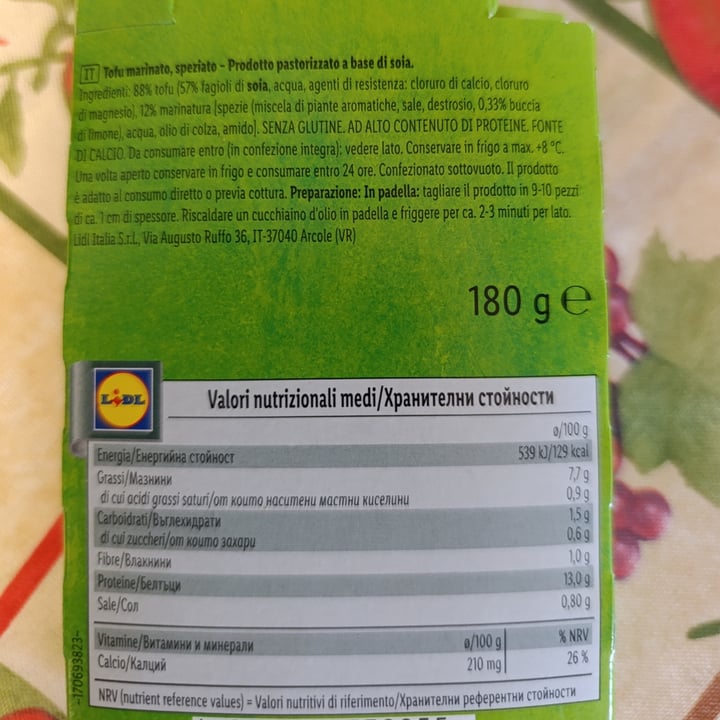 IT Tofu marinato, speziato - Prodotto pastorizzato a base di soia.
Ingredienti: 88% tofu (57% fagioli di soia, acqua, agenti di resistenza: cloruro di calcio, cloruro
di magnesio), 12% marinatura [spezie (miscela di piante aromatiche, sale, destrosio, 0,33% buccia
di limone), acqua, olio di colza, amido]. SENZA GLUTINE. AD ALTO CONTENUTO DI PROTEINE. FONTE
DI CALCIO. Da consumare entro (in confezione integra): vedere lato. Conservare in frigo a max. +8 °C.
Una volta aperto conservare in frigo e consumare entro 24 ore. Confezionato sottovuoto. Il prodotto
è adatto al consumo diretto o previa cottura. Preparazione: In padella: tagliare il prodotto in 9-10 pezzi
di ca. 1 cm di spessore. Riscaldare un cucchiaino d'olio in padella e friggere per ca. 2-3 minuti per lato.
Lidl Italia S.r.l., Via Augusto Ruffo 36, IT-37040 Arcole (VR)
180 g ℮
LIDL
Valori nutrizionali medi/Хранителни стойности
ø/100 g
Energia/Енергийна стойност 539 kJ/129 kcal
Grassi/Мазнини 7,7 g
di cui acidi grassi saturi/от които наситени мастни киселини 0,9 g
Carboidrati/Въглехидрати 1,5 g
di cui zuccheri/от които захари 0,6 g
Fibre/Влакнини 1,0 g
Proteine/Белтъци 13,0 g
Sale/Сол 0,80 g
Vitamine/Витамини и минерали ø/100 g % NRV
Calcio/Калций 210 mg 26 %
NRV (nutrient reference values) = Valori nutritivi di riferimento/Хранителни референтни стойности
-170693823-